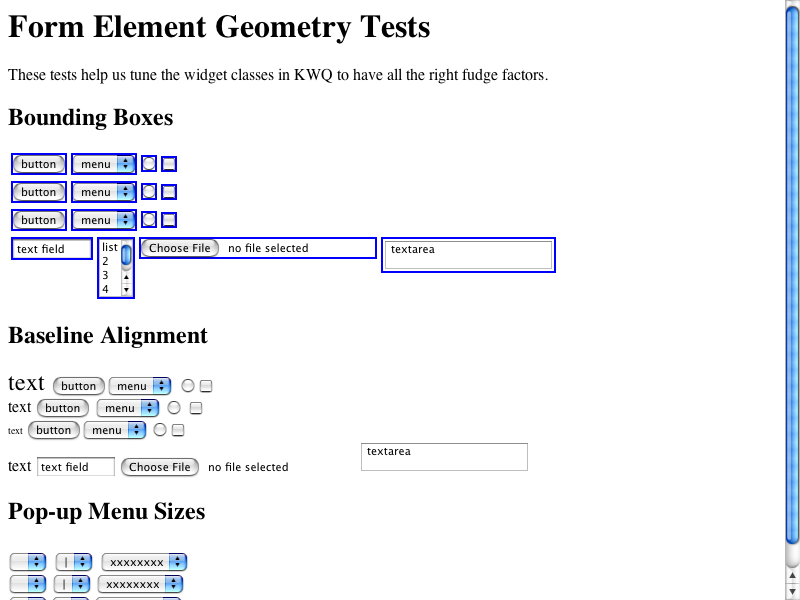 Form Element Geometry Tests
These tests help us tune the widget classes in KWQ to have all the right fudge factors.
Bounding Boxes
button menu
button menu
button menu
text field list Choose File no file selected textarea
2
3
4
Baseline Alignment
text button menu
text button menu
text button menu
textarea
text text field Choose File no file selected
Pop-up Menu Sizes
| xxxxxxxx
| xxxxxxxx